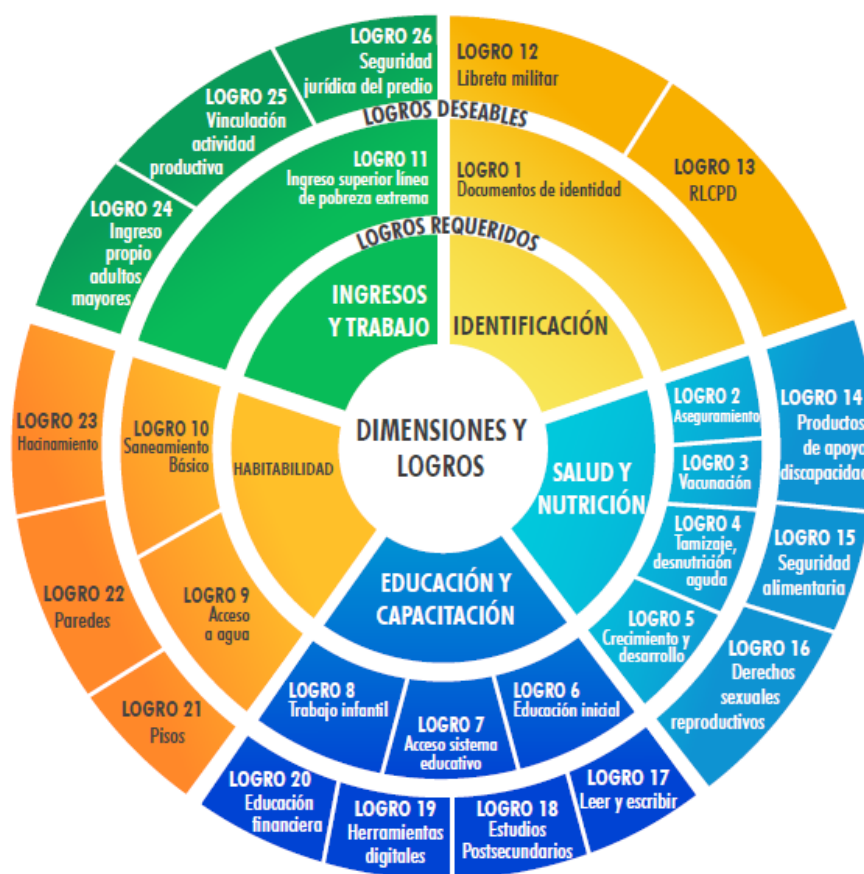 DIMENSIONES Y
LOGROS
LOGROS REQUERIDOS
LOGROS DESEABLES
IDENTIFICACIÓN
LOGRO 1
Documentos de identidad
LOGRO 12
Libreta militar
LOGRO 13
RLCPD
SALUD Y
NUTRICIÓN
LOGRO 2
Aseguramiento
LOGRO 3
Vacunación
LOGRO 4
Tamizaje,
desnutrición
aguda
LOGRO 5
Crecimiento y
desarrollo
LOGRO 14
Productos
de apoyo
discapacidad
LOGRO 15
Seguridad
alimentaria
LOGRO 16
Derechos
sexuales
reproductivos
EDUCACIÓN Y
CAPACITACIÓN
LOGRO 6
Educación inicial
LOGRO 7
Acceso sistema
educativo
LOGRO 8
Trabajo infantil
LOGRO 17
Leer y escribir
LOGRO 18
Estudios
Postsecundarios
LOGRO 19
Herramientas
digitales
LOGRO 20
Educación
financiera
HABITABILIDAD
LOGRO 9
Acceso
a agua
LOGRO 10
Saneamiento
Básico
LOGRO 21
Pisos
LOGRO 22
Paredes
LOGRO 23
Hacinamiento
INGRESOS
Y TRABAJO
LOGRO 11
Ingreso superior línea
de pobreza extrema
LOGRO 24
Ingreso
propio
adultos
mayores
LOGRO 25
Vinculación
actividad
productiva
LOGRO 26
Seguridad
jurídica del predio